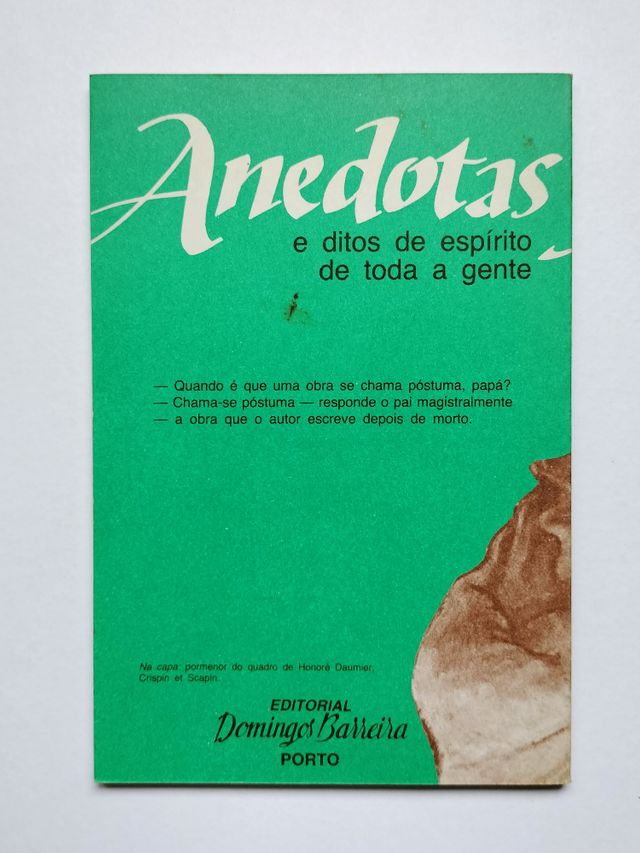 Anedotas
e ditos de espírito
de toda a gente
— Quando é que uma obra se chama póstuma, papá?
— Chama-se póstuma — responde o pai magistralmente
— a obra que o autor escreve depois de morto.
Na capa: pormenor do quadro de Honoré Daumier,
Crispin et Scapin.
EDITORIAL
Domingos Barreira
PORTO